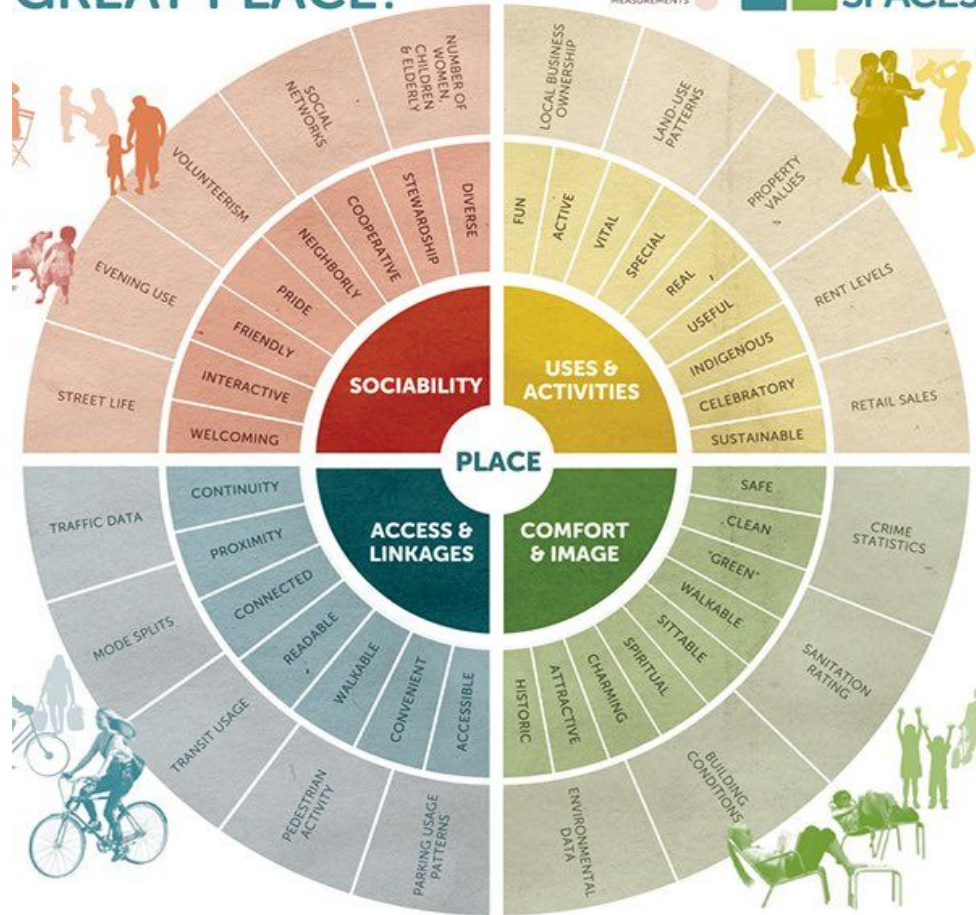 GREAT PLACE?
MEASUREMENTS
SPACES
NUMBER OF
WOMEN,
CHILDREN
& ELDERLY
SOCIAL
NETWORKS
VOLUNTEERISM
EVENING USE
STREET LIFE
LOCAL BUSINESS
OWNERSHIP
LAND-USE
PATTERNS
PROPERTY
VALUES
RENT LEVELS
RETAIL SALES
DIVERSE
STEWARDSHIP
COOPERATIVE
NEIGHBORLY
PRIDE
FRIENDLY
INTERACTIVE
WELCOMING
FUN
ACTIVE
VITAL
SPECIAL
REAL
USEFUL
INDIGENOUS
CELEBRATORY
SUSTAINABLE
SOCIABILITY
USES &
ACTIVITIES
PLACE
ACCESS &
LINKAGES
COMFORT
& IMAGE
CONTINUITY
PROXIMITY
CONNECTED
READABLE
WALKABLE
CONVENIENT
ACCESSIBLE
SAFE
CLEAN
"GREEN"
WALKABLE
SITTABLE
SPIRITUAL
CHARMING
ATTRACTIVE
HISTORIC
TRAFFIC DATA
MODE SPLITS
TRANSIT USAGE
PEDESTRIAN
ACTIVITY
PARKING USAGE
PATTERNS
CRIME
STATISTICS
SANITATION
RATING
BUILDING
CONDITIONS
ENVIRONMENTAL
DATA